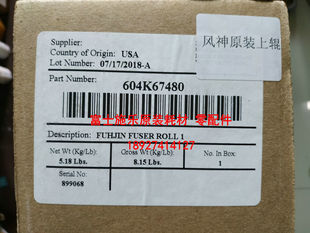 Supplier:
Country of Origin: USA
Lot Number: 07/17/2018-A
风神原装上辊
Part Number:
604K67480
富士施乐原装耗材 零配件
Description: FUHJIN FUSER ROLL 1
18927414127
Net Wt (Kg/Lb): Gross Wt (Kg/Lb): No. In Box:
5.18 Lbs. 8.15 Lbs. 1
Serial No:
899068